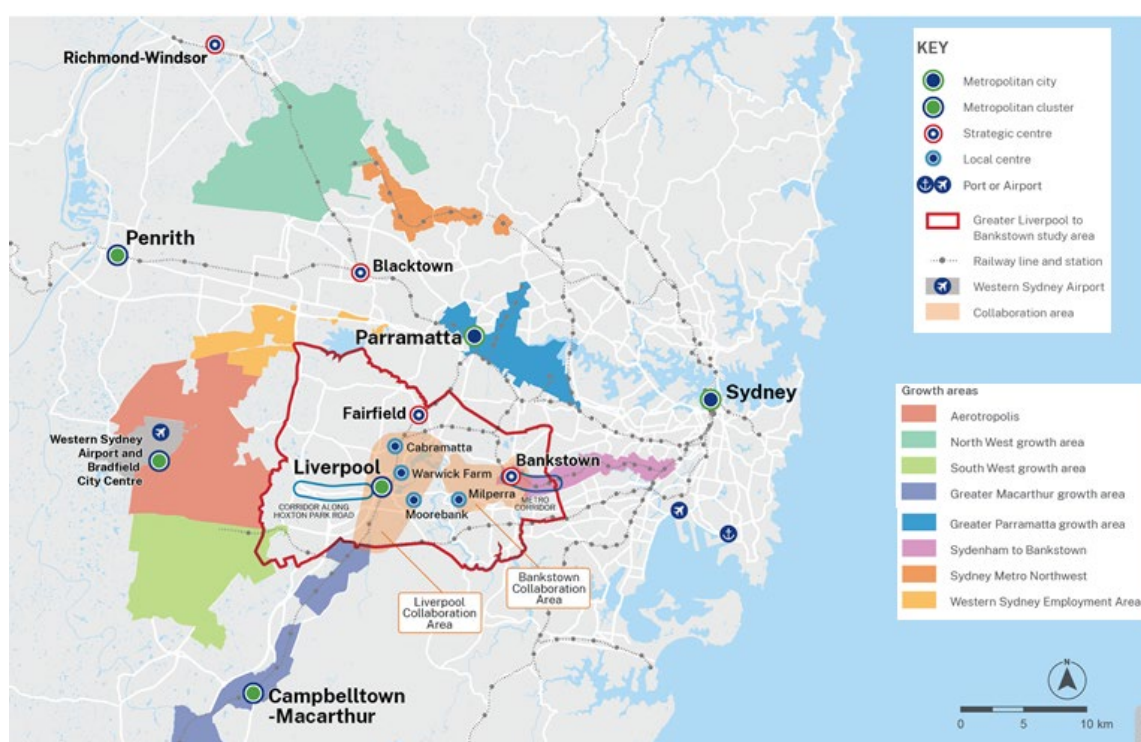 Richmond-Windsor
Penrith
Blacktown
Parramatta
Sydney
Fairfield
Cabramatta
Western Sydney
Airport and
Bradfield
City Centre
Liverpool
Warwick Farm
Bankstown
Milperra
Moorebank
CORRIDOR ALONG
HOXTON PARK ROAD
METRO
CORRIDOR
Bankstown
Collaboration
Area
Liverpool
Collaboration
Area
Campbelltown
-Macarthur
KEY
Metropolitan city
Metropolitan cluster
Strategic centre
Local centre
Port or Airport
Greater Liverpool to
Bankstown study area
Railway line and station
Western Sydney Airport
Collaboration area
Growth areas
Aerotropolis
North West growth area
South West growth area
Greater Macarthur growth area
Greater Parramatta growth area
Sydenham to Bankstown
Sydney Metro Northwest
Western Sydney Employment Area
N
0 5 10 km